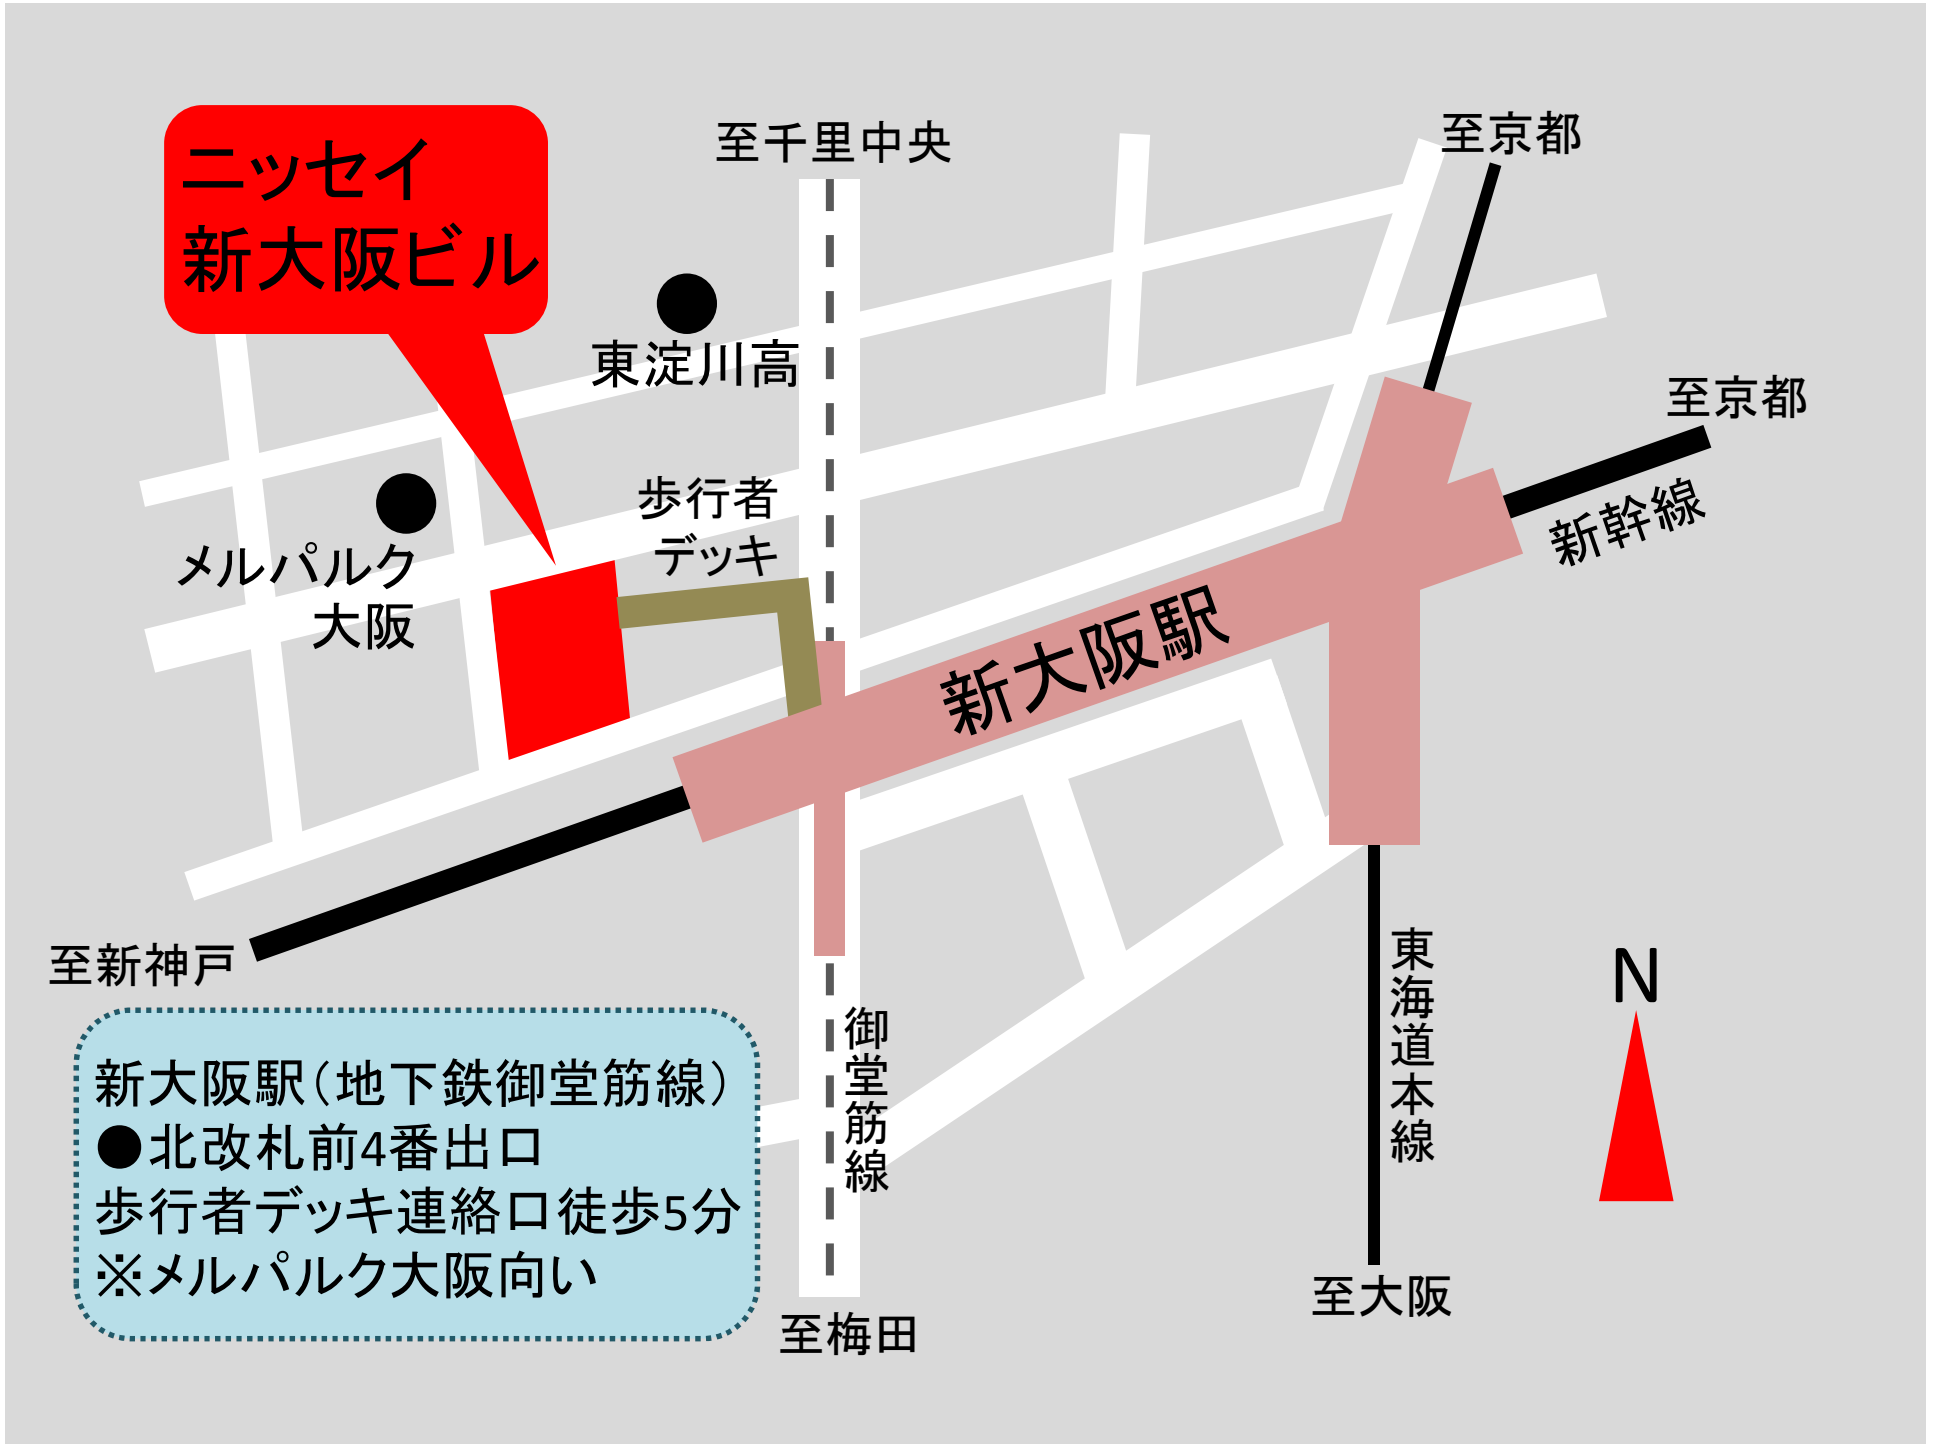 ニッセイ
新大阪ビル
至千里中央
至京都
東淀川高
至京都
歩行者
デッキ
新幹線
メルパルク
大阪
新大阪駅
至新神戸
東海道本線
N
御堂筋線
新大阪駅（地下鉄御堂筋線）
●北改札前4番出口
歩行者デッキ連絡口徒歩5分
※メルパルク大阪向い
至大阪
至梅田